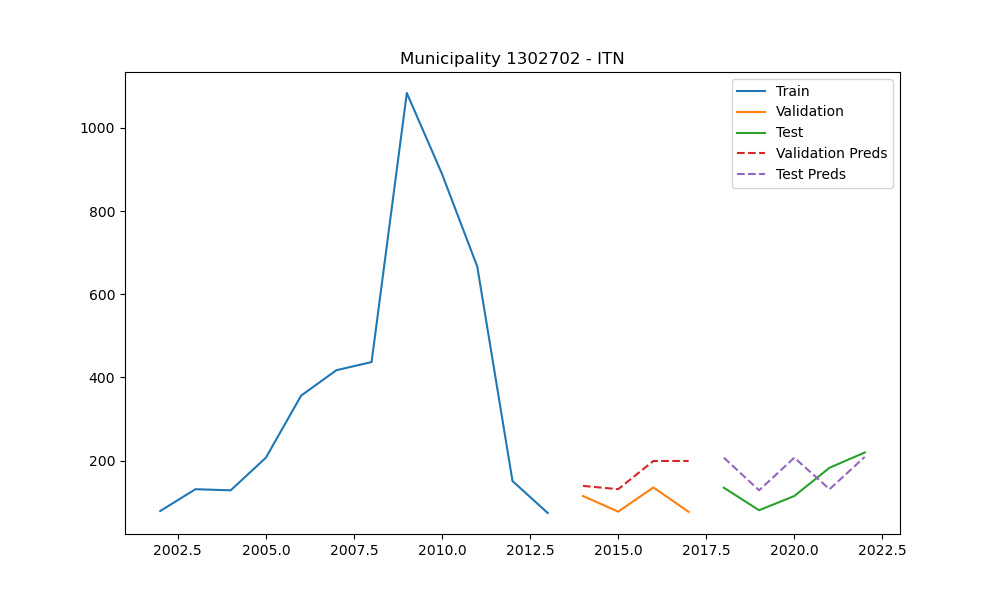 Municipality 1302702 - ITN
Train
Validation
Test
Validation Preds
Test Preds
1000
800
600
400
200
2002.5 2005.0 2007.5 2010.0 2012.5 2015.0 2017.5 2020.0 2022.5